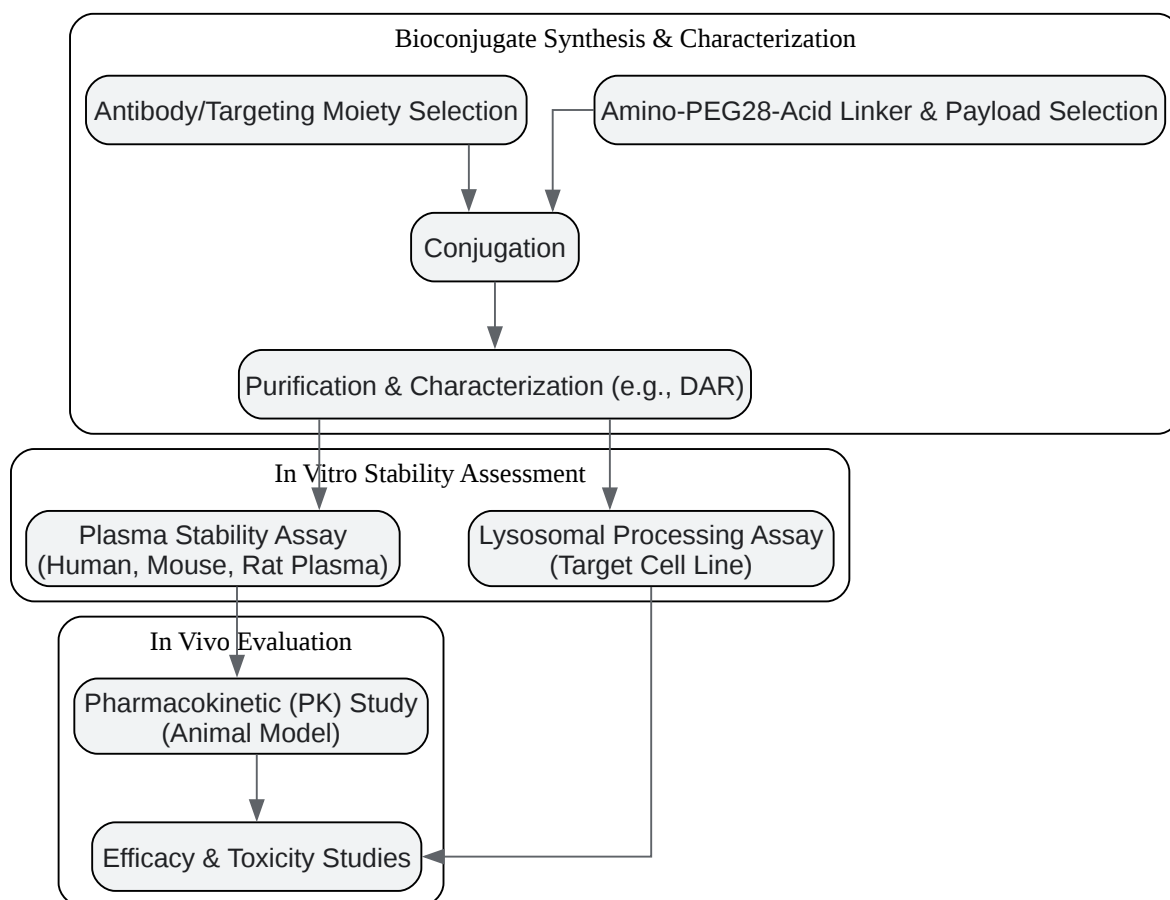 Bioconjugate Synthesis & Characterization
Antibody/Targeting Moiety Selection
Amino-PEG28-Acid Linker & Payload Selection
Conjugation
Purification & Characterization (e.g., DAR)
In Vitro Stability Assessment
Plasma Stability Assay
(Human, Mouse, Rat Plasma)
Lysosomal Processing Assay
(Target Cell Line)
In Vivo Evaluation
Pharmacokinetic (PK) Study
(Animal Model)
Efficacy & Toxicity Studies